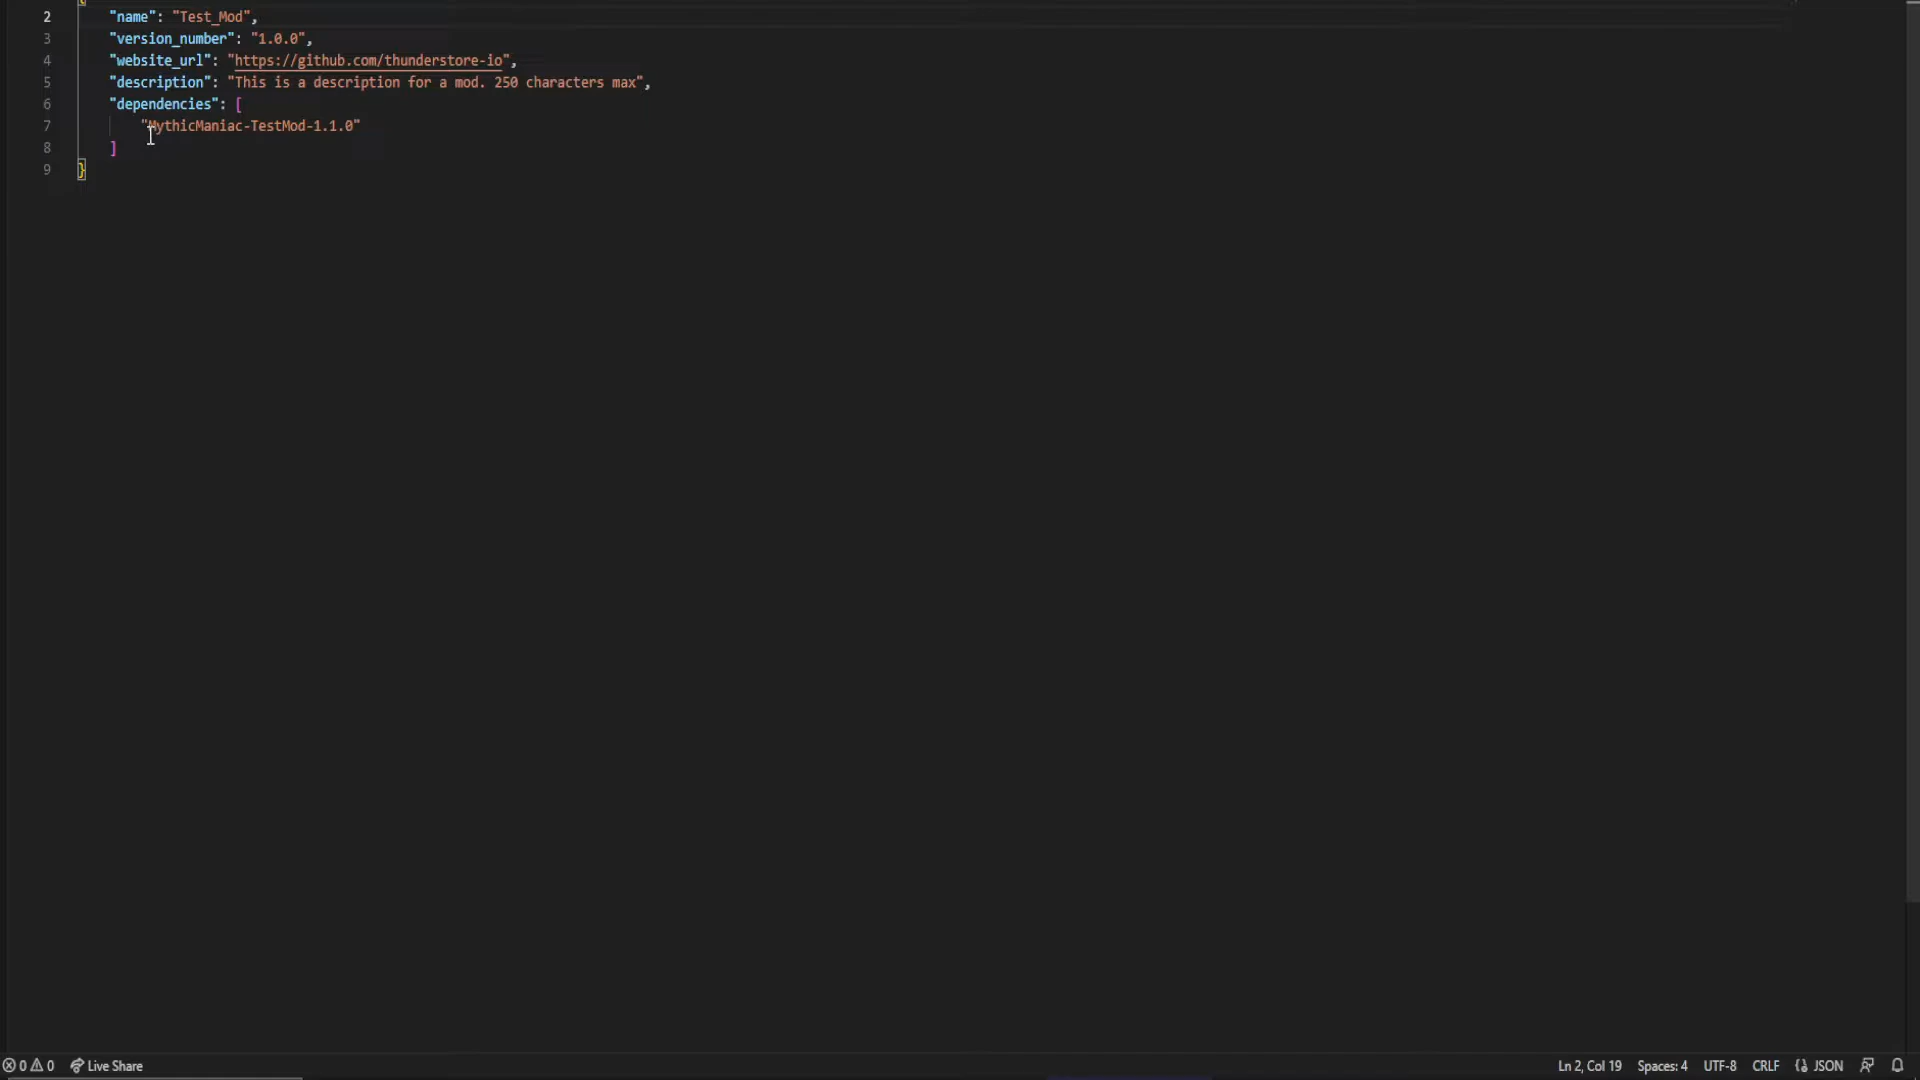 {
2 "name": "Test_Mod",
3 "version_number": "1.0.0",
4 "website_url": "https://github.com/thunderstore-io",
5 "description": "This is a description for a mod. 250 characters max",
6 "dependencies": [
7 "MythicManiac-TestMod-1.1.0"
8 ]
9 }
0 0 Live Share Ln 2, Col 19 Spaces: 4 UTF-8 CRLF {} JSON